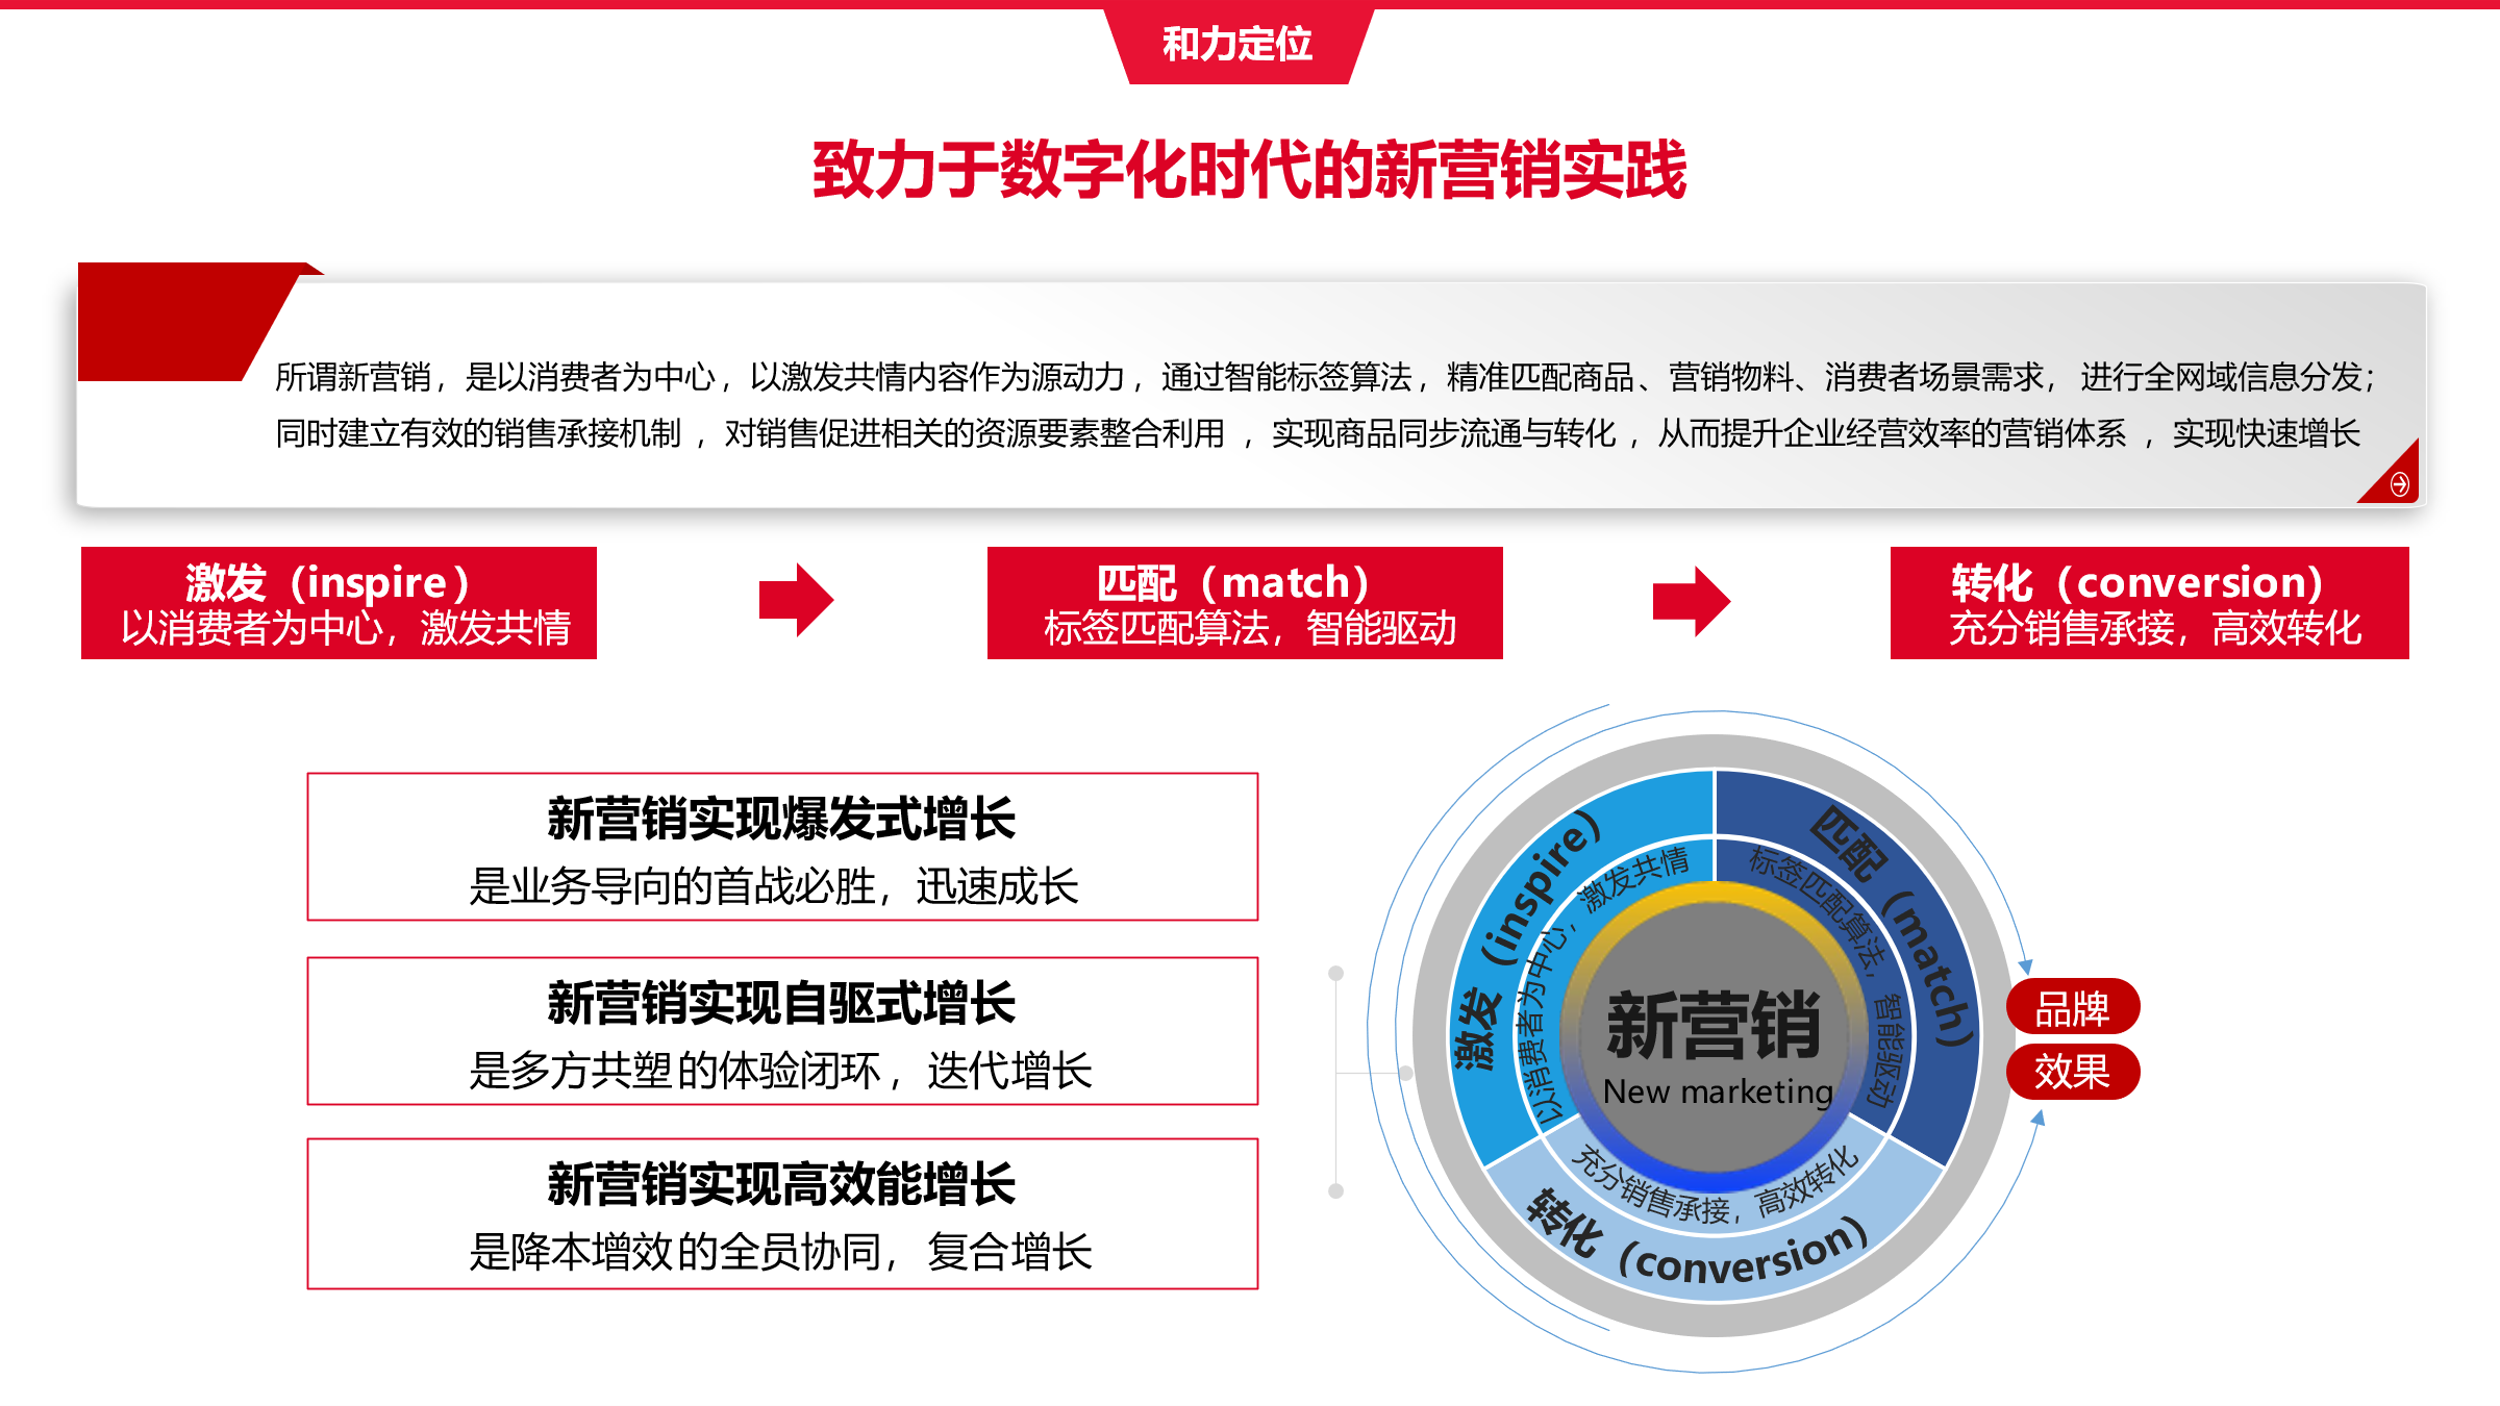 和力定位
致力于数字化时代的新营销实践
所谓新营销，是以消费者为中心，以激发共情内容作为源动力，通过智能标签算法，精准匹配商品、营销物料、消费者场景需求，进行全网域信息分发；
同时建立有效的销售承接机制，对销售促进相关的资源要素整合利用，实现商品同步流通与转化，从而提升企业经营效率的营销体系，实现快速增长
激发（inspire）
以消费者为中心，激发共情
匹配（match）
标签匹配算法，智能驱动
转化（conversion）
充分销售承接，高效转化
新营销实现爆发式增长
是业务导向的首战必胜，迅速成长
新营销实现自驱式增长
是多方共塑的体验闭环，迭代增长
新营销实现高效能增长
是降本增效的全员协同，复合增长
激发（inspire）
以消费者为中心，激发共情
匹配（match）
标签匹配算法，智能驱动
转化（conversion）
充分销售承接，高效转化
新营销
New marketing
品牌
效果